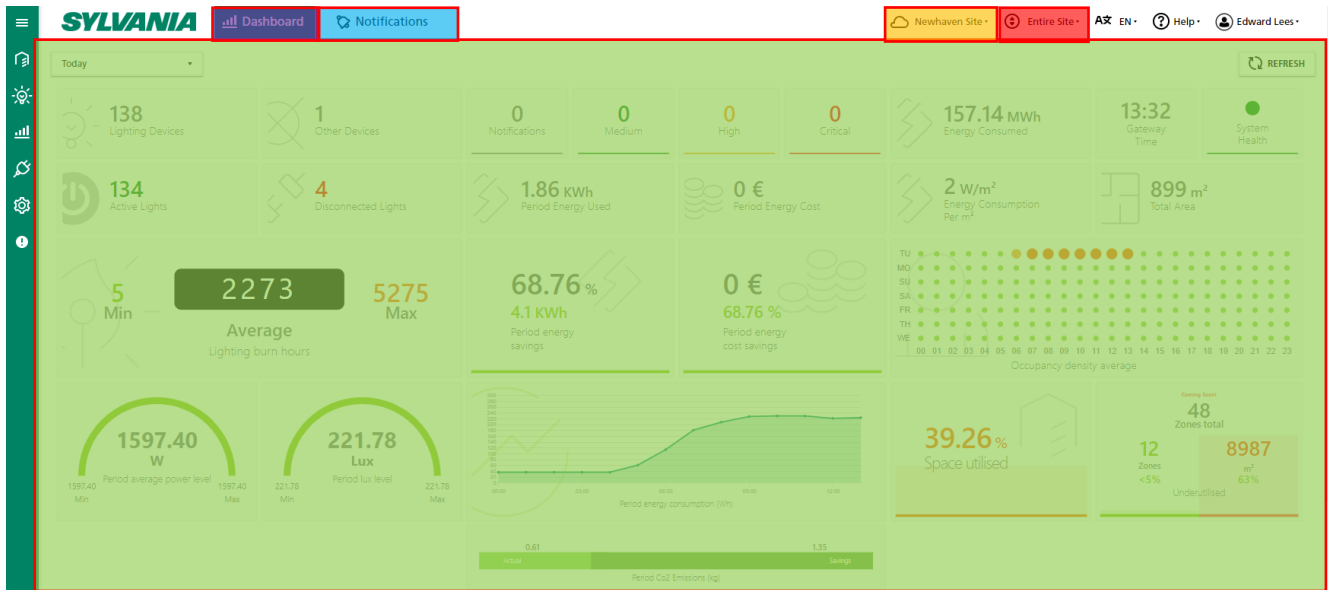 SYLVANIA Dashboard Notifications Newhaven Site Entire Site A文 EN Help Edward Lees
Today
REFRESH
138
Lighting Devices
1
Other Devices
0
Notifications
0
Medium
0
High
0
Critical
157.14 MWh
Energy Consumed
13:32
Gateway
Time
System
Health
134
Active Lights
4
Disconnected Lights
1.86 KWh
Period Energy Used
0 €
Period Energy Cost
2 W/m²
Energy Consumption
Per m²
899 m²
Total Area
5
Min
2273
Average
Lighting burn hours
5275
Max
68.76 %
4.1 KWh
Period energy
savings
0 €
68.76 %
Period energy
cost savings
TU
MO
SU
SA
FR
TH
WE
00 01 02 03 04 05 06 07 08 09 10 11 12 13 14 15 16 17 18 19 20 21 22 23
Occupancy density average
1597.40
W
Period average power level
1597.40
Min
1597.40
Max
221.78
Lux
Period lux level
221.78
Min
221.78
Max
00:00 03:00 06:00 09:00 12:00
Period energy consumption (Wh)
39.26 %
Space utilised
Coming Soon
48
Zones total
12
Zones
<5%
8987
m²
63%
Underutilised
0.61 1.35
Actual Savings
Period Co2 Emissions (kg)